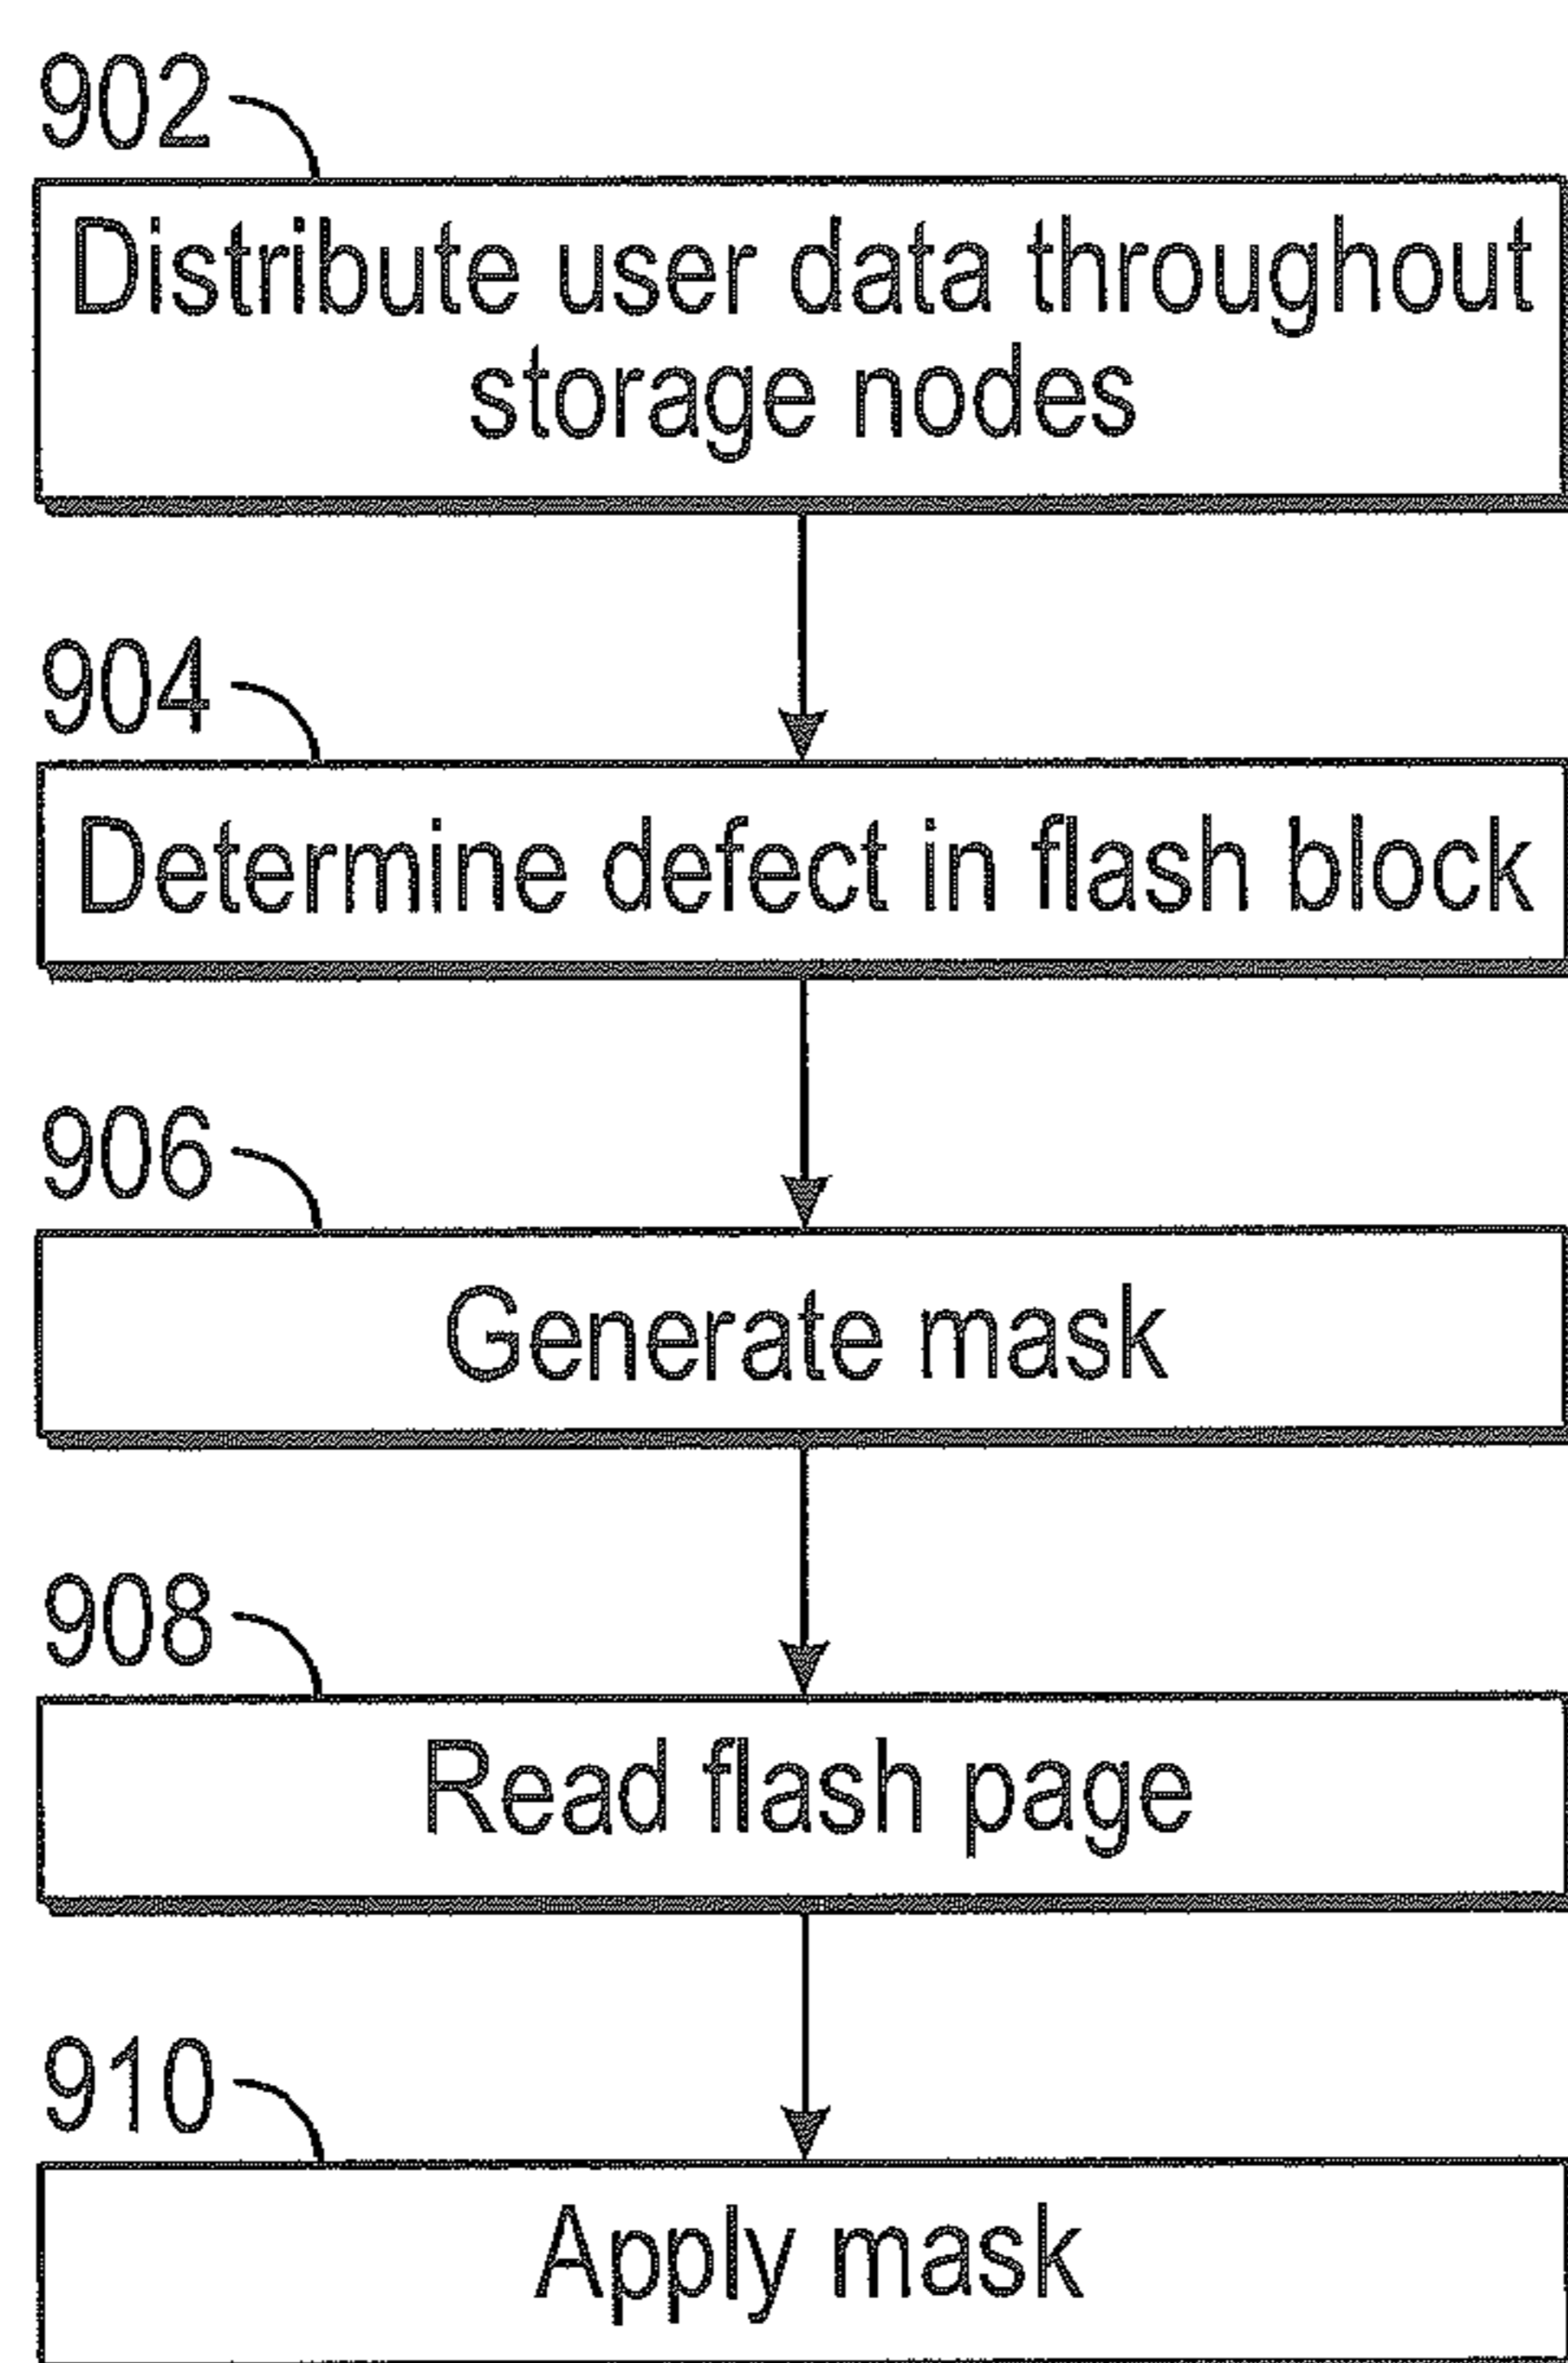 902
Distribute user data throughout
storage nodes
904
Determine defect in flash block
906
Generate mask
908
Read flash page
910
Apply mask